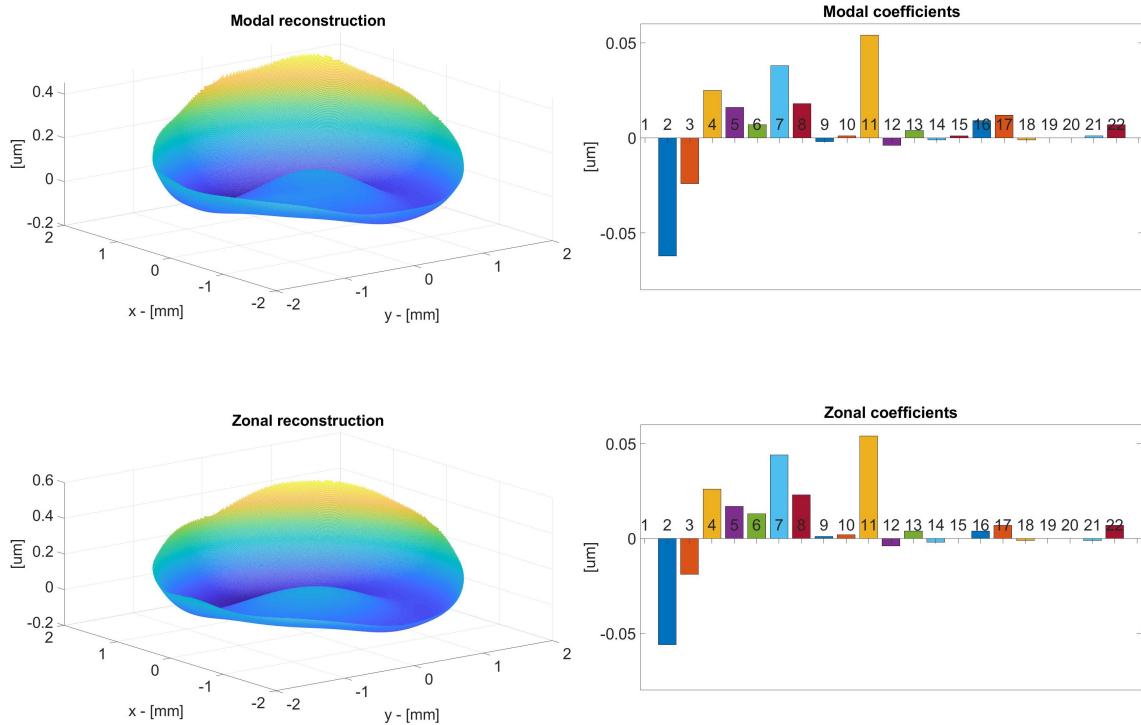 Modal reconstruction
0.4
0.2
0
-0.2
[um]
2
1
0
-1
-2
x - [mm]
-2
-1
0
1
2
y - [mm]
Modal coefficients
0.05
0
-0.05
[um]
1 2 3 4 5 6 7 8 9 10 11 12 13 14 15 16 17 18 19 20 21 22
Zonal reconstruction
0.6
0.4
0.2
0
-0.2
[um]
2
1
0
-1
-2
x - [mm]
-2
-1
0
1
2
y - [mm]
Zonal coefficients
0.05
0
-0.05
[um]
1 2 3 4 5 6 7 8 9 10 11 12 13 14 15 16 17 18 19 20 21 22